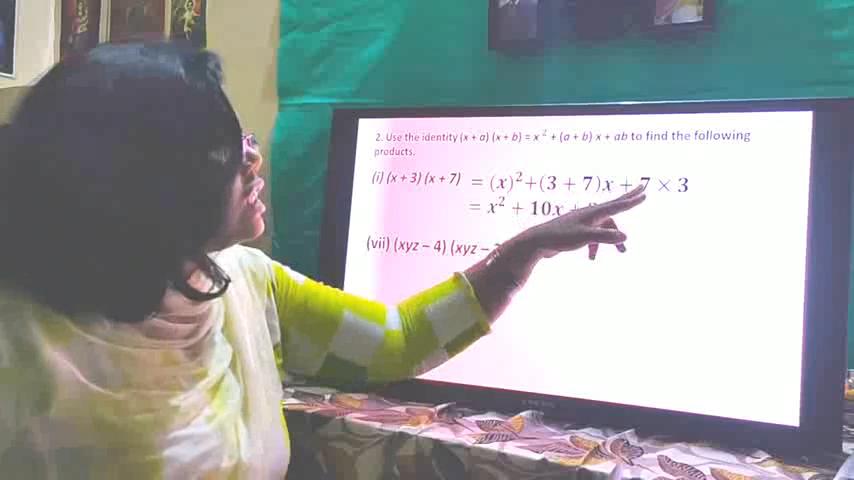 2. Use the identity (x + a) (x + b) = x² + (a + b) x + ab to find the following
products.
(i) (x + 3) (x + 7) = (x)² + (3 + 7)x + 7 × 3
= x² + 10x +
(vii) (xyz – 4) (xyz –